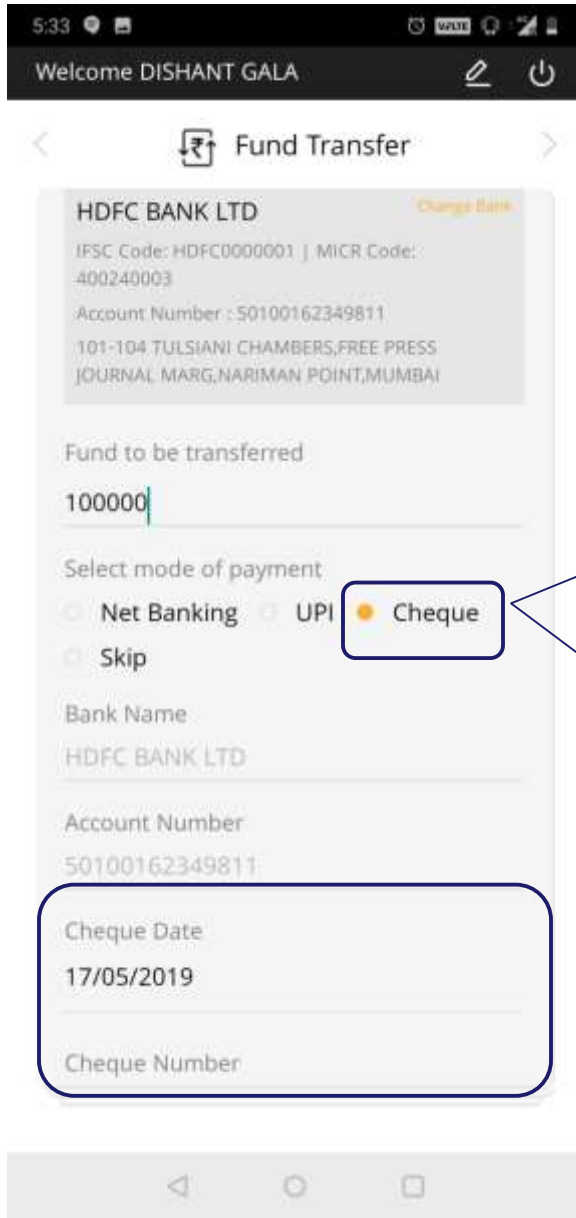 5:33
VoLTE
Welcome DISHANT GALA
Fund Transfer
HDFC BANK LTD
Change Bank
IFSC Code: HDFC0000001 | MICR Code:
400240003
Account Number : 50100162349811
101-104 TULSIANI CHAMBERS,FREE PRESS
JOURNAL MARG,NARIMAN POINT,MUMBAI
Fund to be transferred
100000
Select mode of payment
Net Banking UPI Cheque
Skip
Bank Name
HDFC BANK LTD
Account Number
50100162349811
Cheque Date
17/05/2019
Cheque Number